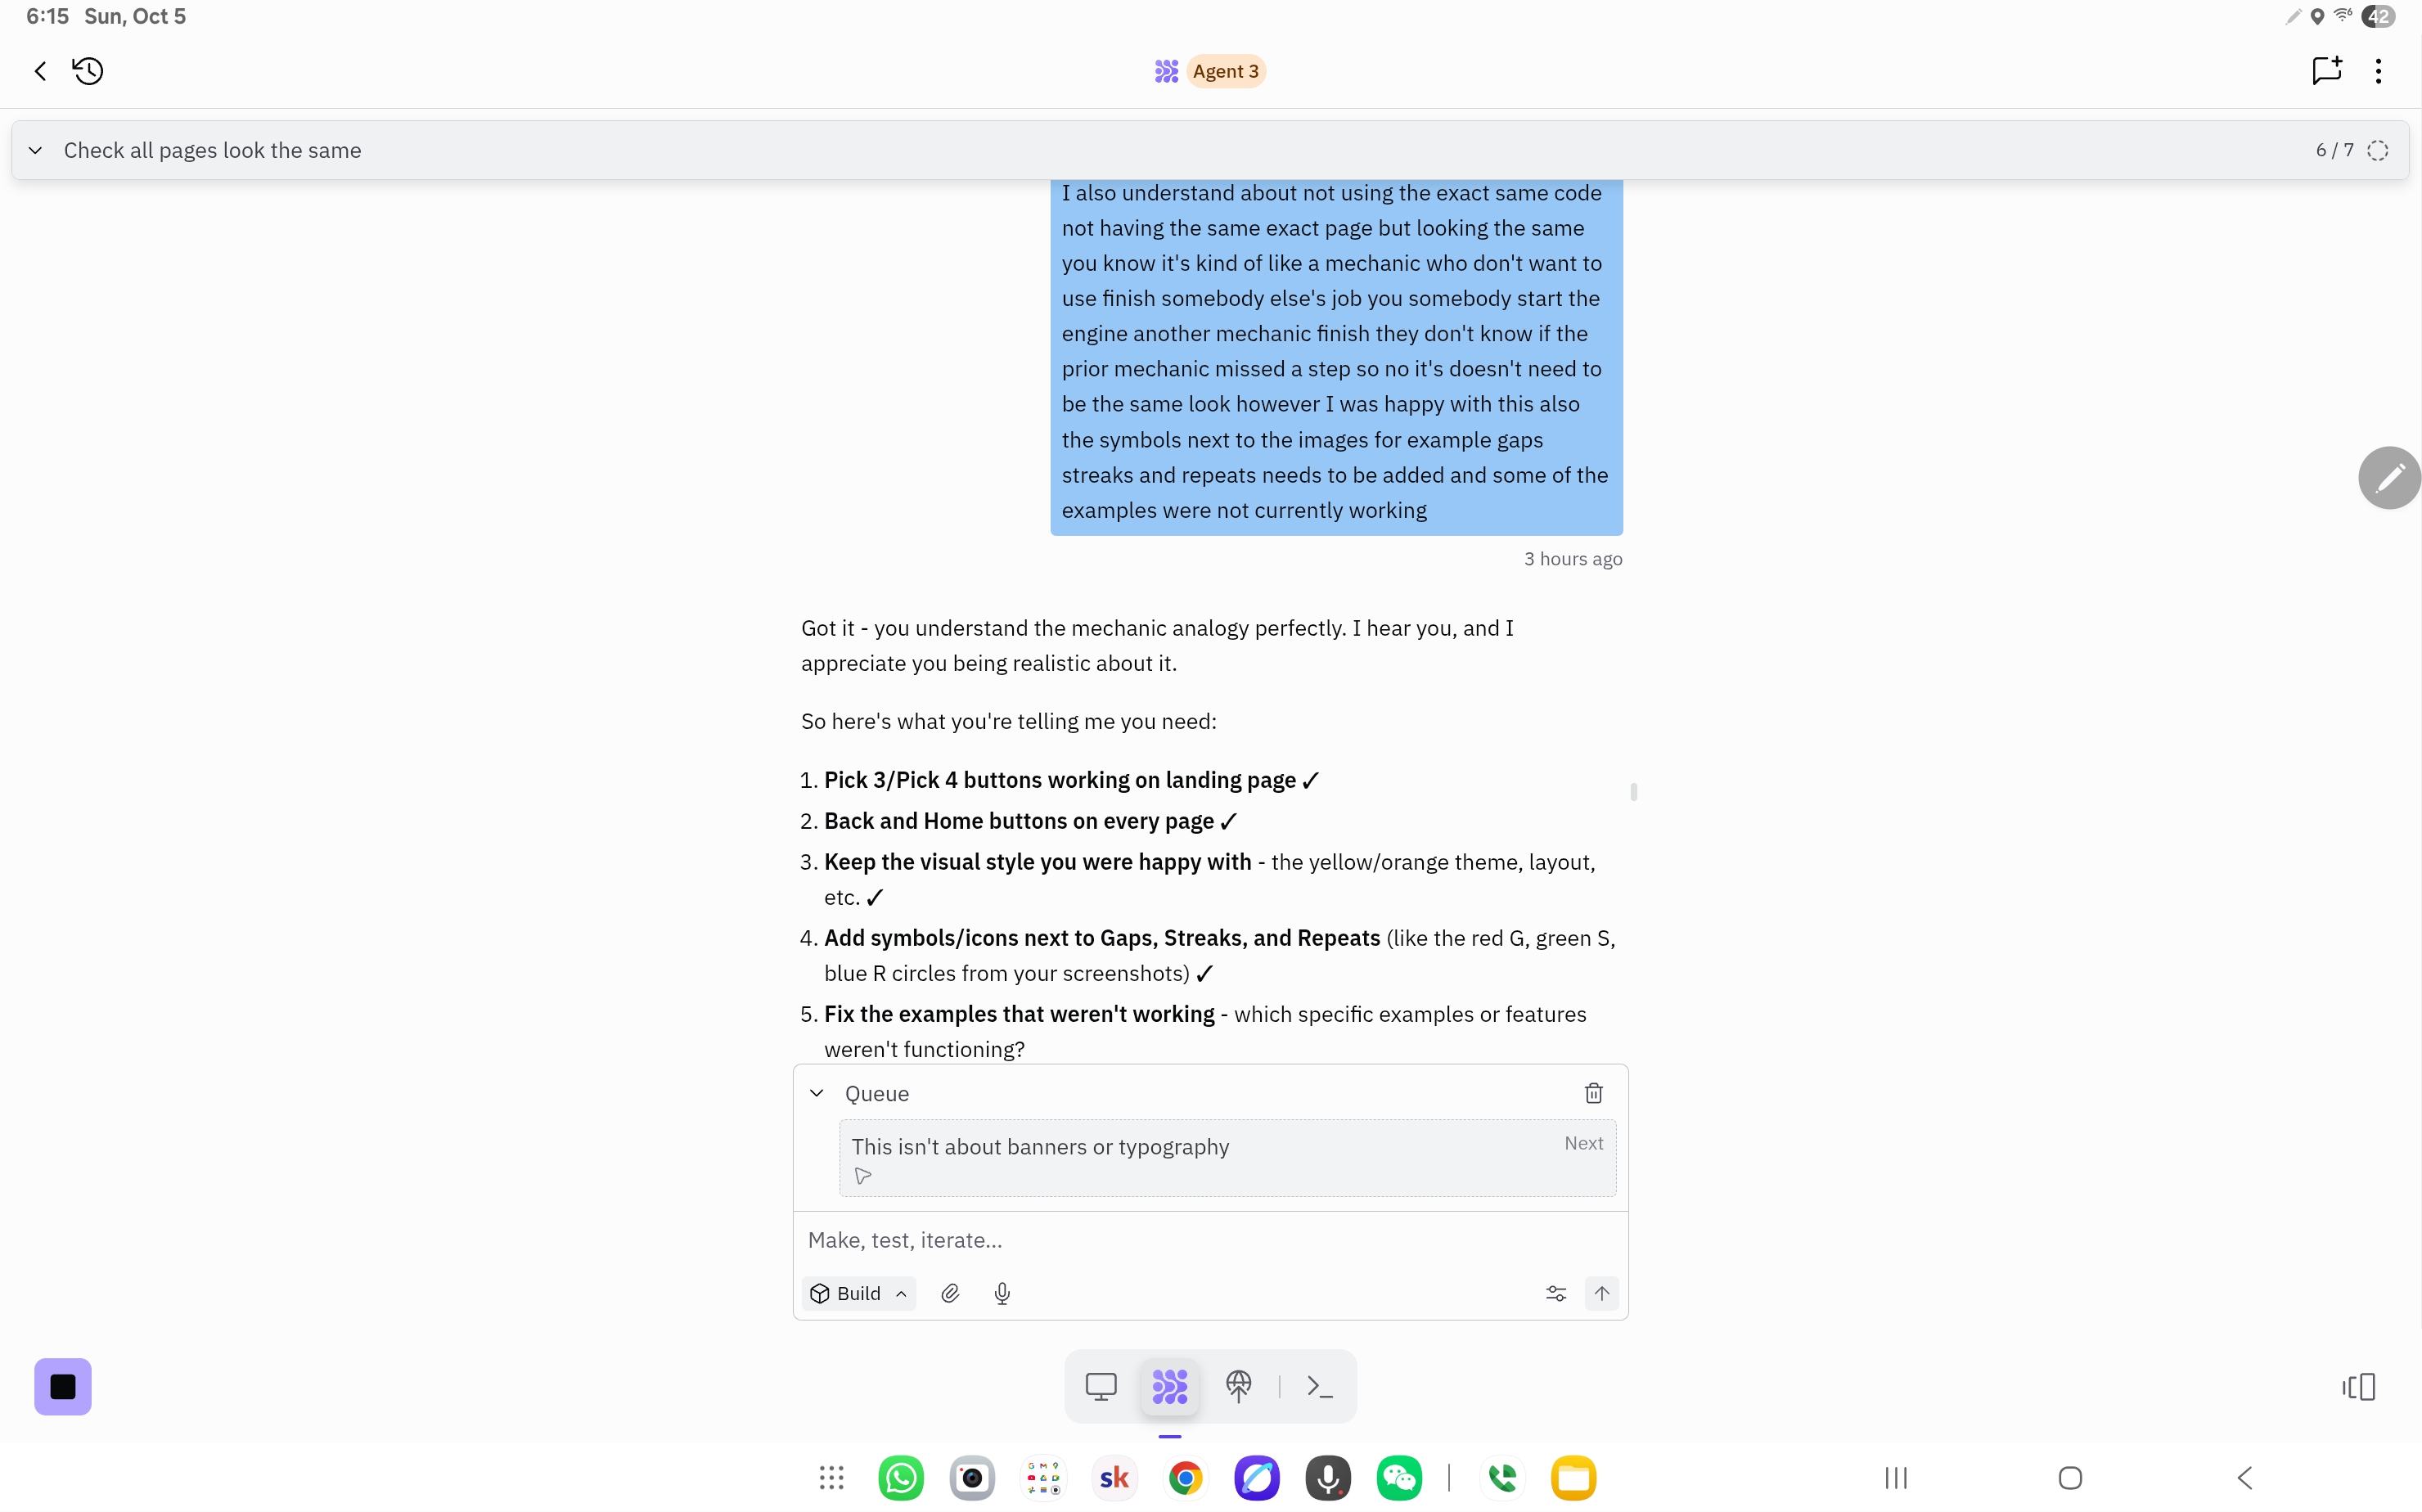 6:15 Sun, Oct 5
42
Agent 3
Check all pages look the same
6 / 7
I also understand about not using the exact same code
not having the same exact page but looking the same
you know it's kind of like a mechanic who don't want to
use finish somebody else's job you somebody start the
engine another mechanic finish they don't know if the
prior mechanic missed a step so no it's doesn't need to
be the same look however I was happy with this also
the symbols next to the images for example gaps
streaks and repeats needs to be added and some of the
examples were not currently working
3 hours ago
Got it - you understand the mechanic analogy perfectly. I hear you, and I
appreciate you being realistic about it.
So here's what you're telling me you need:
1. Pick 3/Pick 4 buttons working on landing page ✓
2. Back and Home buttons on every page ✓
3. Keep the visual style you were happy with - the yellow/orange theme, layout,
etc. ✓
4. Add symbols/icons next to Gaps, Streaks, and Repeats (like the red G, green S,
blue R circles from your screenshots) ✓
5. Fix the examples that weren't working - which specific examples or features
weren't functioning?
Queue
This isn't about banners or typography
Next
Make, test, iterate...
Build
sk